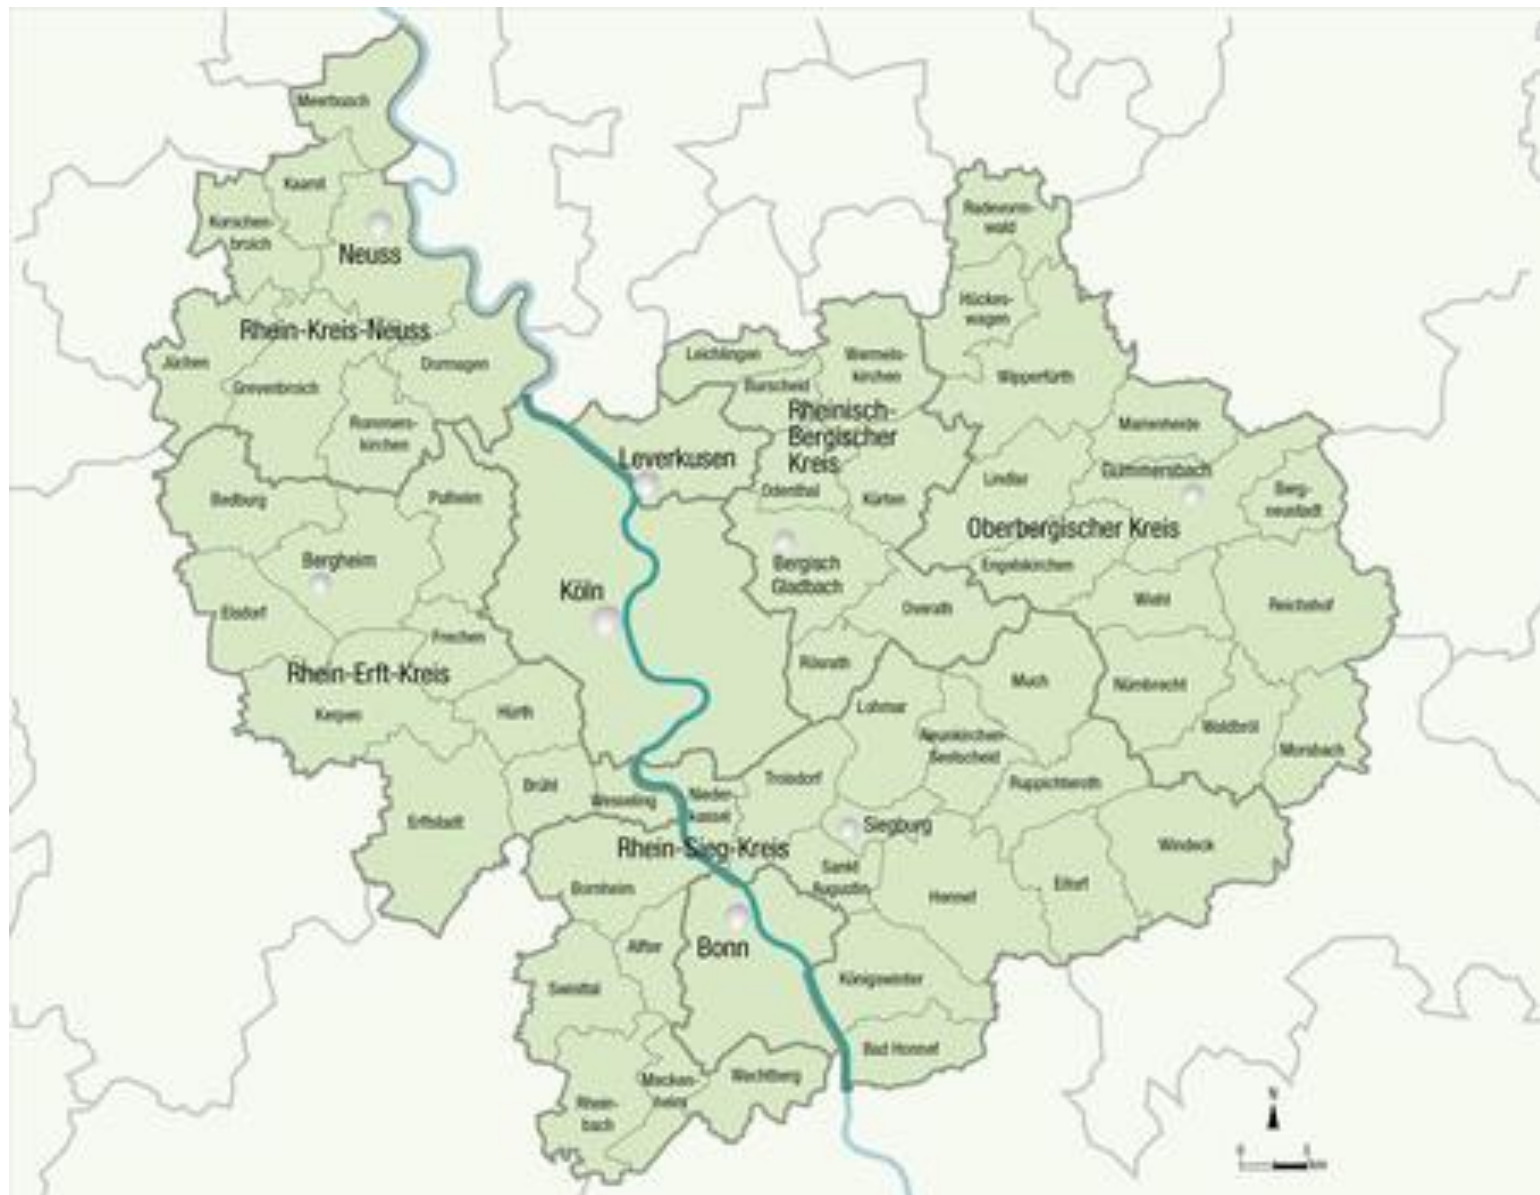 Meerbusch
Kaarst
Korschen-
broich
Neuss
Rhein-Kreis-Neuss
Jüchen
Grevenbroich
Dormagen
Rommers-
kirchen
Radevorm-
wald
Hückes-
wagen
Wipperfürth
Leichlingen
Burscheid
Wermels-
kirchen
Rheinisch-
Bergischer
Kreis
Leverkusen
Odenthal
Kürten
Marienheide
Lindlar
Gummersbach
Berg-
neustadt
Oberbergischer Kreis
Engelskirchen
Bedburg
Pulheim
Bergheim
Köln
Bergisch
Gladbach
Overath
Wiehl
Reichshof
Elsdorf
Frechen
Rhein-Erft-Kreis
Kerpen
Hürth
Rösrath
Lohmar
Much
Nümbrecht
Waldbröl
Morsbach
Neunkirchen-
Seelscheid
Ruppichteroth
Troisdorf
Brühl
Wesseling
Nieder-
kassel
Erftstadt
Siegburg
Rhein-Sieg-Kreis
Sankt
Augustin
Windeck
Bornheim
Hennef
Eitorf
Alfter
Bonn
Swisttal
Königswinter
Bad Honnef
Mecken-
heim
Wachtberg
Rhein-
bach
N
0
km